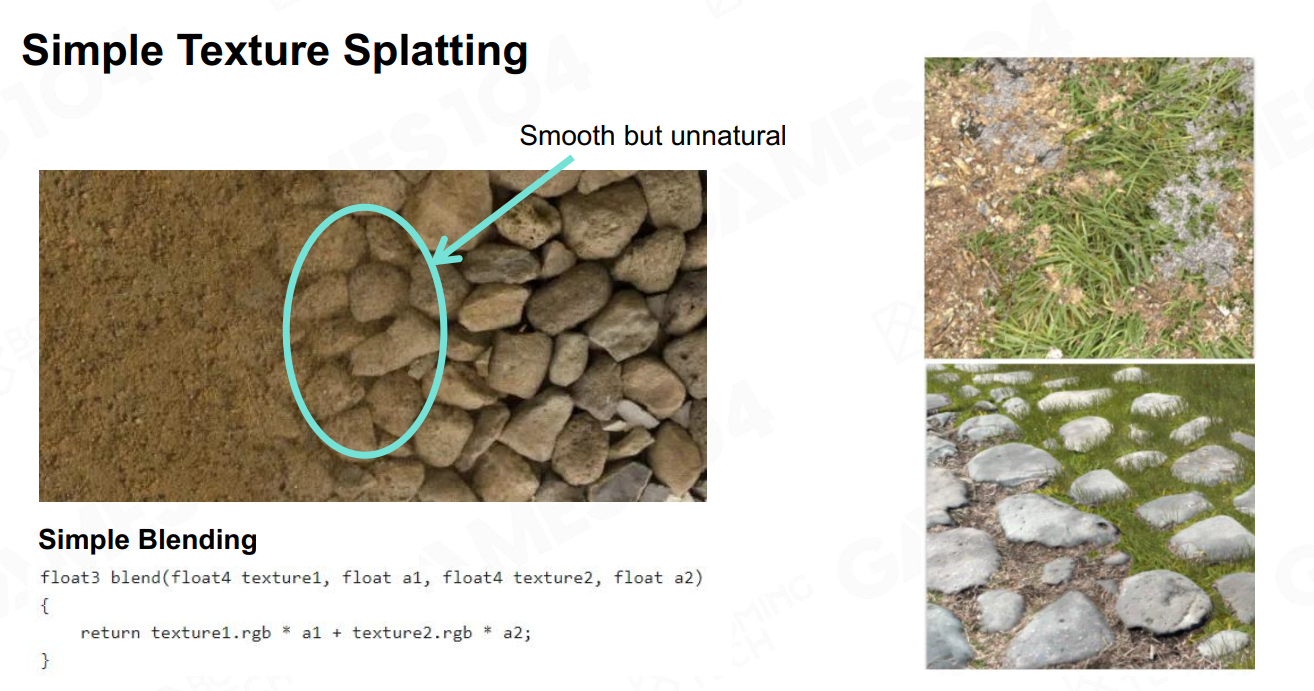 Simple Texture Splatting
Smooth but unnatural
Simple Blending
float3 blend(float4 texture1, float a1, float4 texture2, float a2)
{
    return texture1.rgb * a1 + texture2.rgb * a2;
}